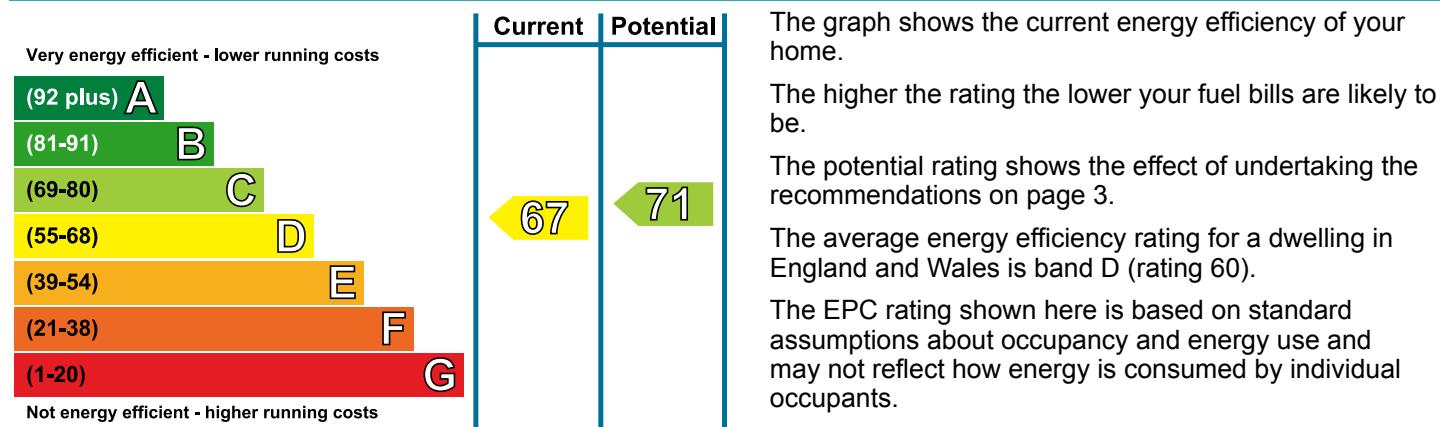 Current Potential
Very energy efficient - lower running costs
(92 plus) A
(81-91) B
(69-80) C
(55-68) D
(39-54) E
(21-38) F
(1-20) G
Not energy efficient - higher running costs
67
71
The graph shows the current energy efficiency of your
home.
The higher the rating the lower your fuel bills are likely to
be.
The potential rating shows the effect of undertaking the
recommendations on page 3.
The average energy efficiency rating for a dwelling in
England and Wales is band D (rating 60).
The EPC rating shown here is based on standard
assumptions about occupancy and energy use and
may not reflect how energy is consumed by individual
occupants.